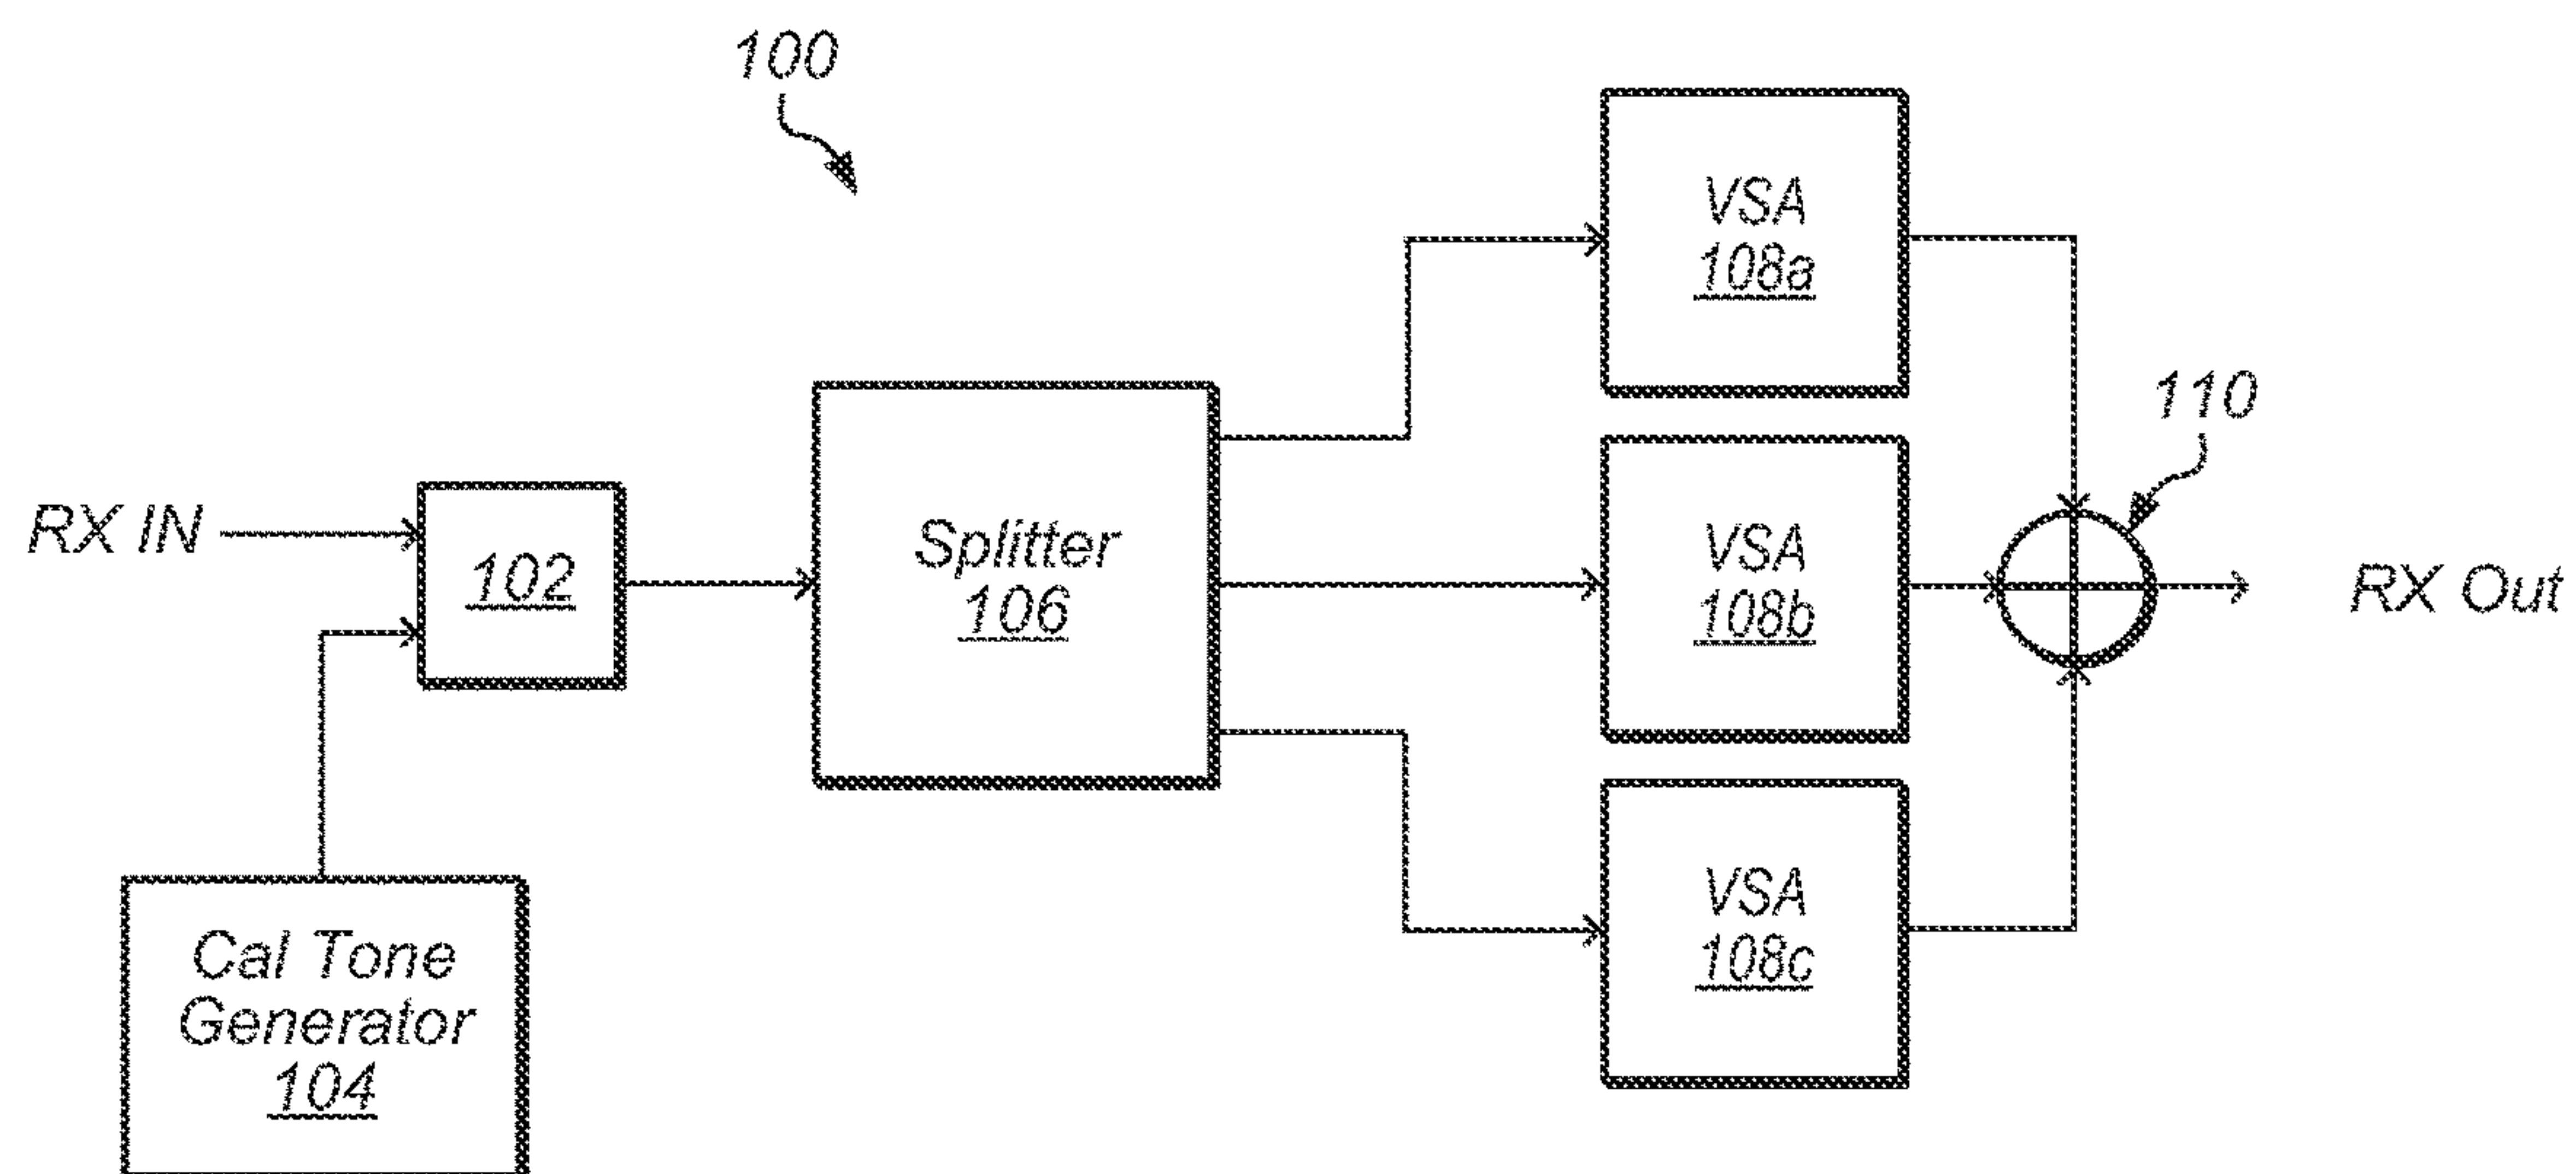 100
VSA
108a
110
RX IN
102
Splitter
106
VSA
108b
RX Out
VSA
108c
Cal Tone
Generator
104